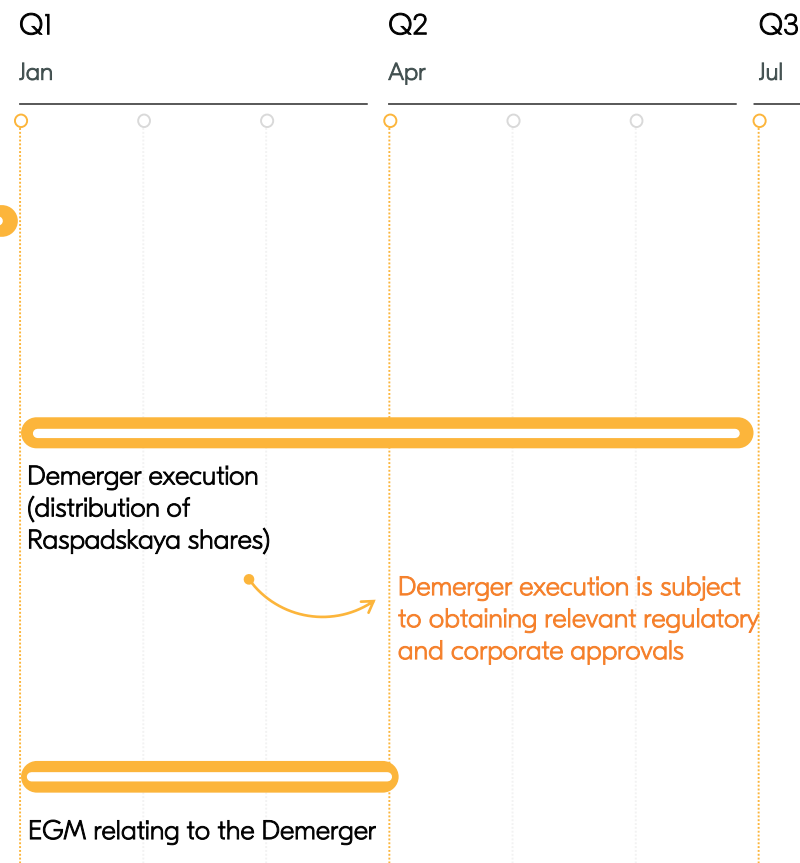 Q1
Q2
Q3
Jan
Apr
Jul
Demerger execution
(distribution of
Raspadskaya shares)
Demerger execution is subject
to obtaining relevant regulatory
and corporate approvals
EGM relating to the Demerger